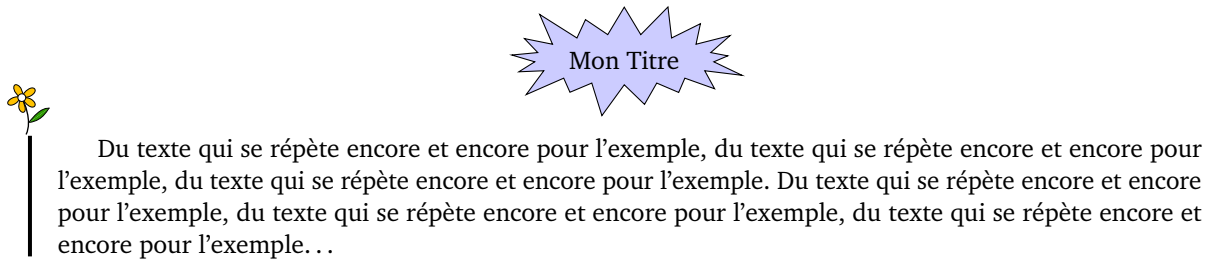 Mon Titre
Du texte qui se répète encore et encore pour l’exemple, du texte qui se répète encore et encore pour
l’exemple, du texte qui se répète encore et encore pour l’exemple. Du texte qui se répète encore et encore
pour l’exemple, du texte qui se répète encore et encore pour l’exemple, du texte qui se répète encore et
encore pour l’exemple...